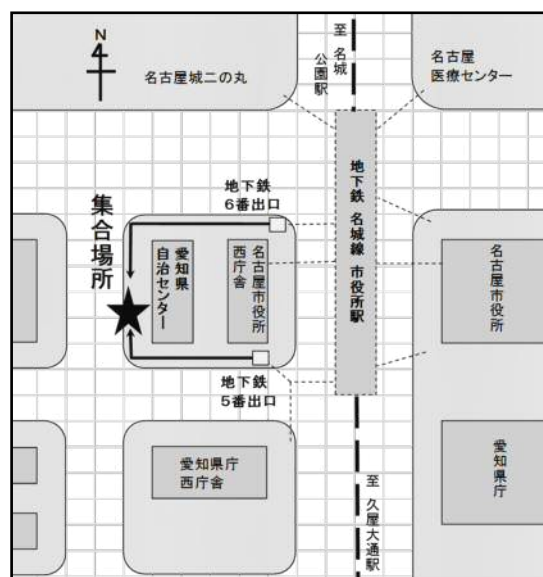 N
至 名城
公園駅
名古屋城二の丸
名古屋
医療センター
地下鉄
6番出口
集合場所
愛知県
自治センター
名古屋市役所
西庁舎
地下鉄 名城線 市役所駅
名古屋市役所
地下鉄
5番出口
愛知県庁
西庁舎
至 久屋
大通駅
愛知県庁